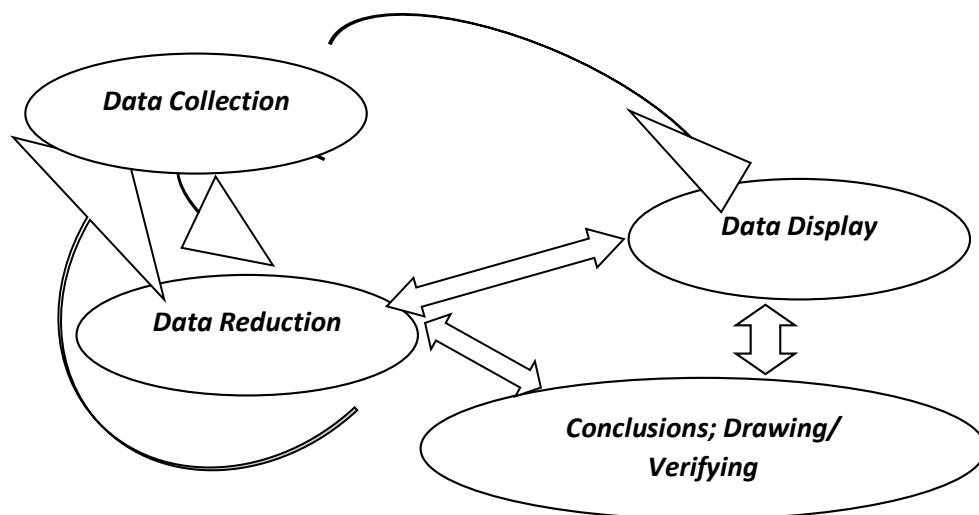 Data Collection
Data Display
Data Reduction
Conclusions; Drawing/
Verifying